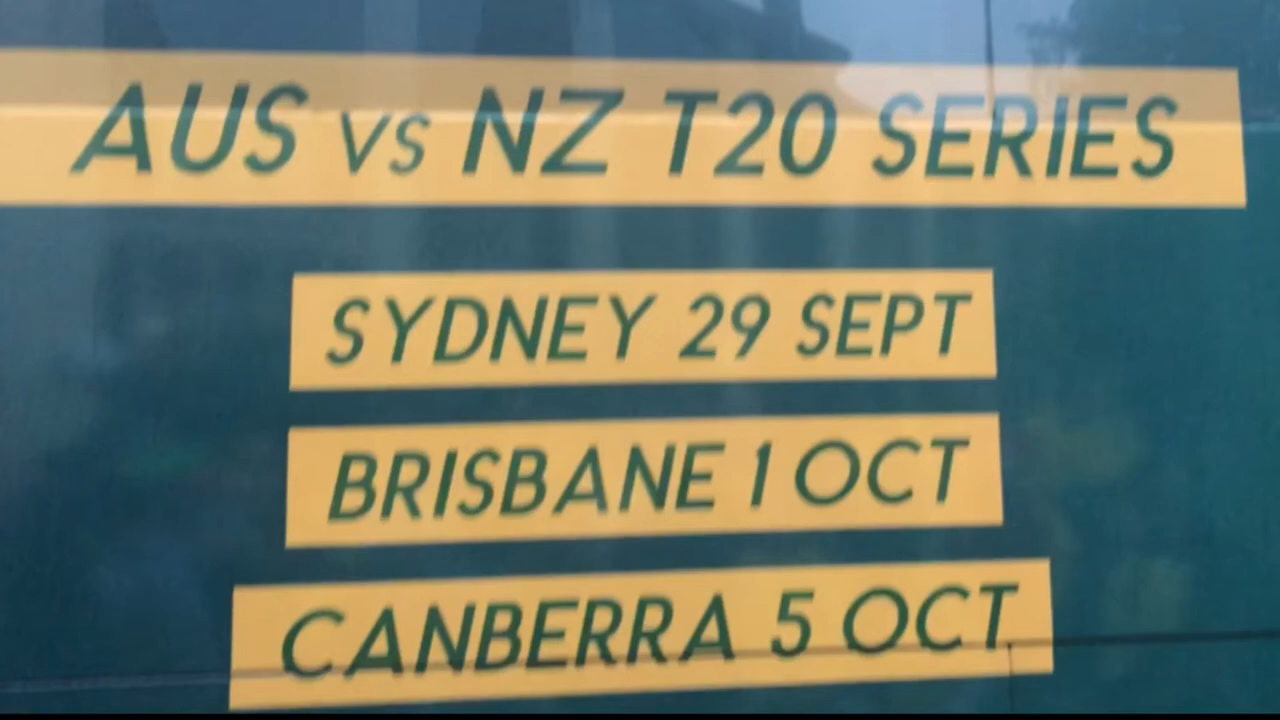 AUS VS NZ T20 SERIES
SYDNEY 29 SEPT
BRISBANE 1 OCT
CANBERRA 5 OCT